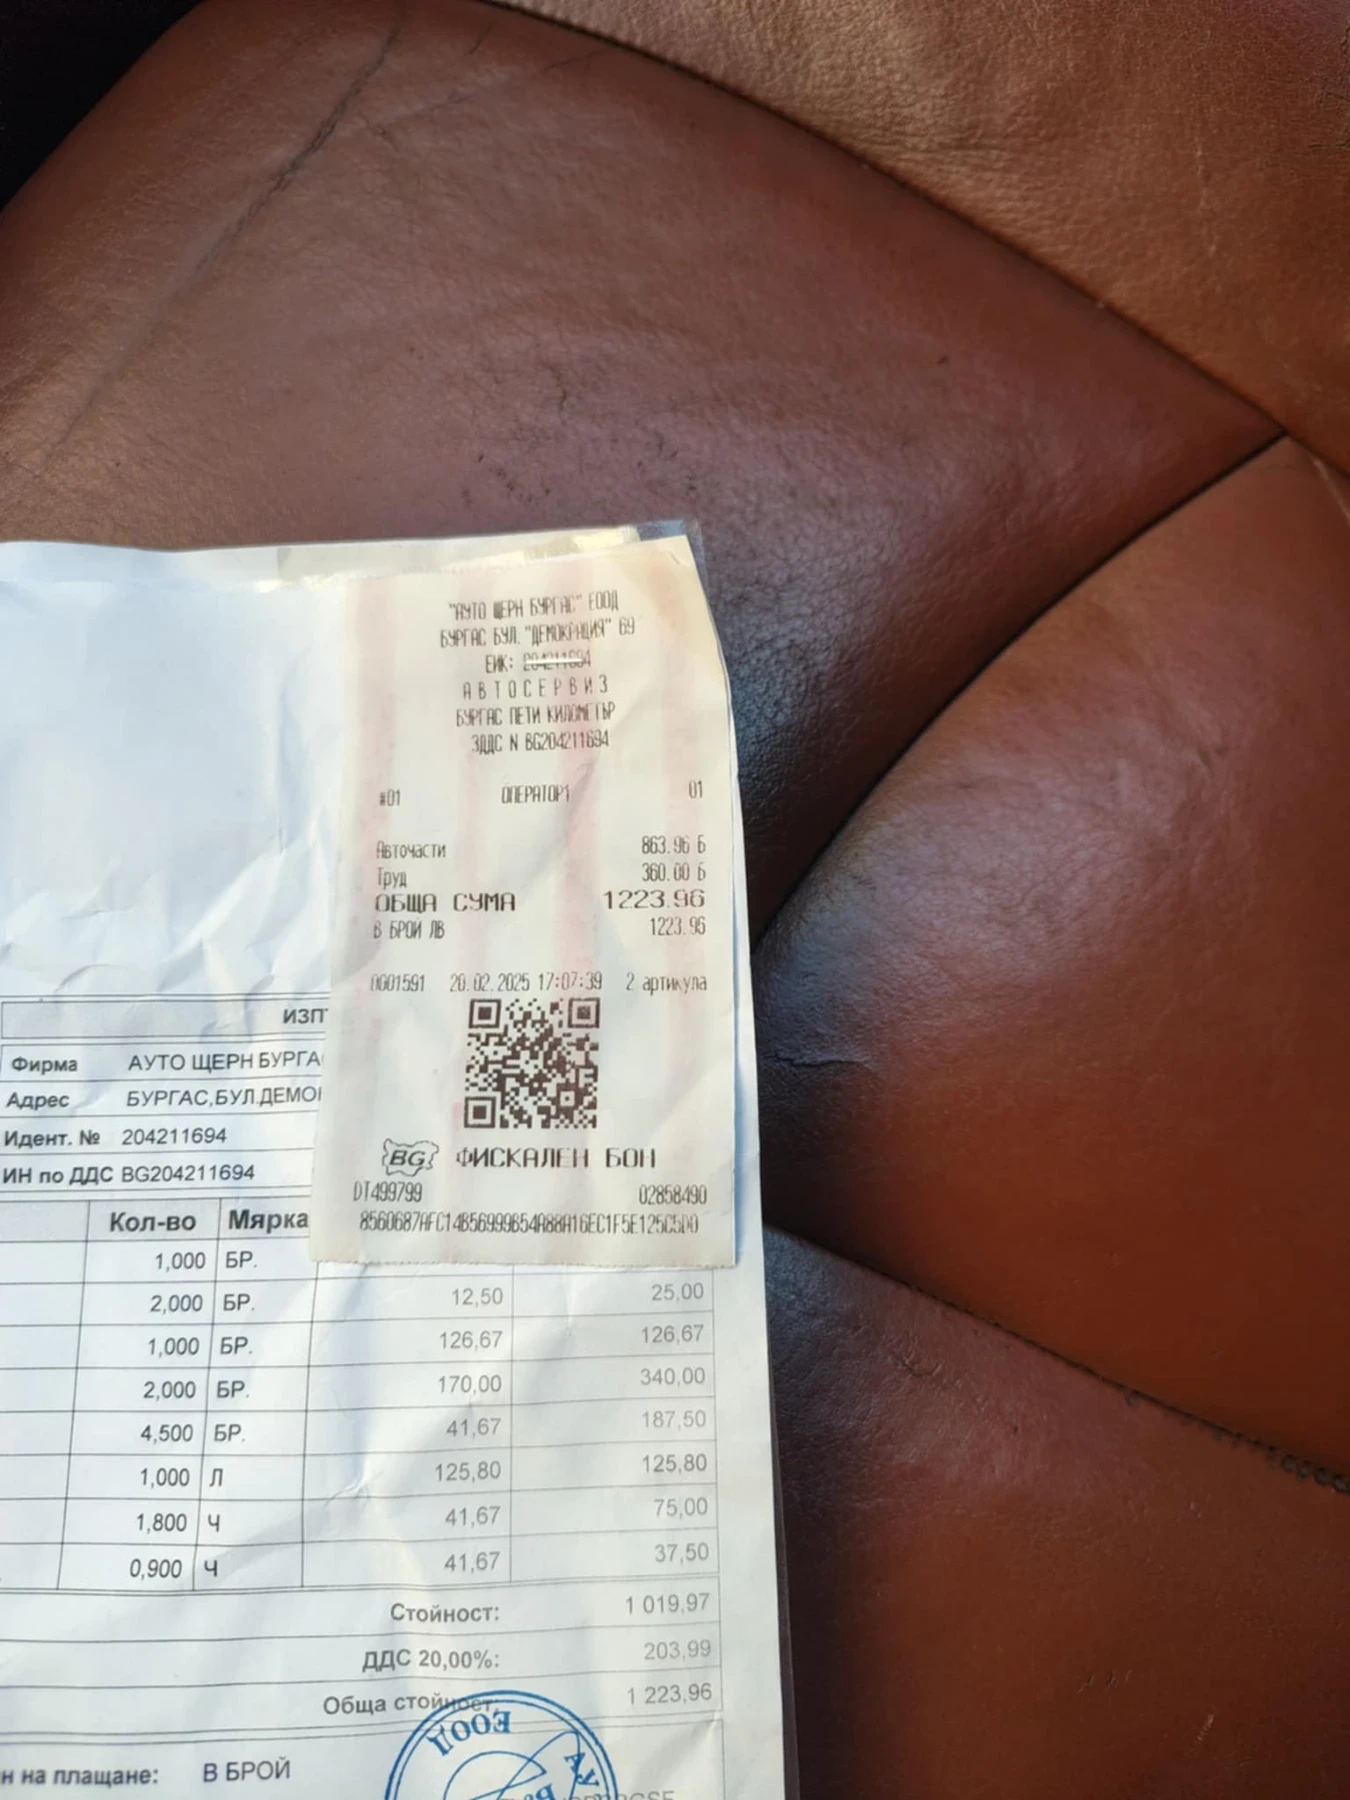 "АУТО ЩЕРН БУРГАС" ЕООД
БУРГАС БУЛ. "ДЕМОКРАЦИЯ" 69
ЕИК: 204211694
АВТОСЕРВИЗ
БУРГАС ПЕТИ КИЛОМЕТЪР
ЗДДС N BG204211694
#01 ОПЕРАТОР1 01
Авточасти 863.96 Б
Труд 360.00 Б
ОБЩА СУМА 1223.96
В БРОЙ ЛВ 1223.96
0001591 20.02.2025 17:07:39 2 артикула
BG ФИСКАЛЕН БОН
DT499799 02858490
8560687AFC14B56999B54A88A16EC1F5E125C5D0
Фирма АУТО ЩЕРН БУРГА
Адрес БУРГАС,БУЛ.ДЕМО
Идент. № 204211694
ИН по ДДС BG204211694
Кол-во Мярка
1,000 БР.
2,000 БР. 12,50 25,00
1,000 БР. 126,67 126,67
2,000 БР. 170,00 340,00
4,500 БР. 41,67 187,50
1,000 Л 125,80 125,80
1,800 Ч 41,67 75,00
0,900 Ч 41,67 37,50
Стойност: 1 019,97
ДДС 20,00%: 203,99
Обща стойност: 1 223,96
ЕООД
н на плащане: В БРОЙ